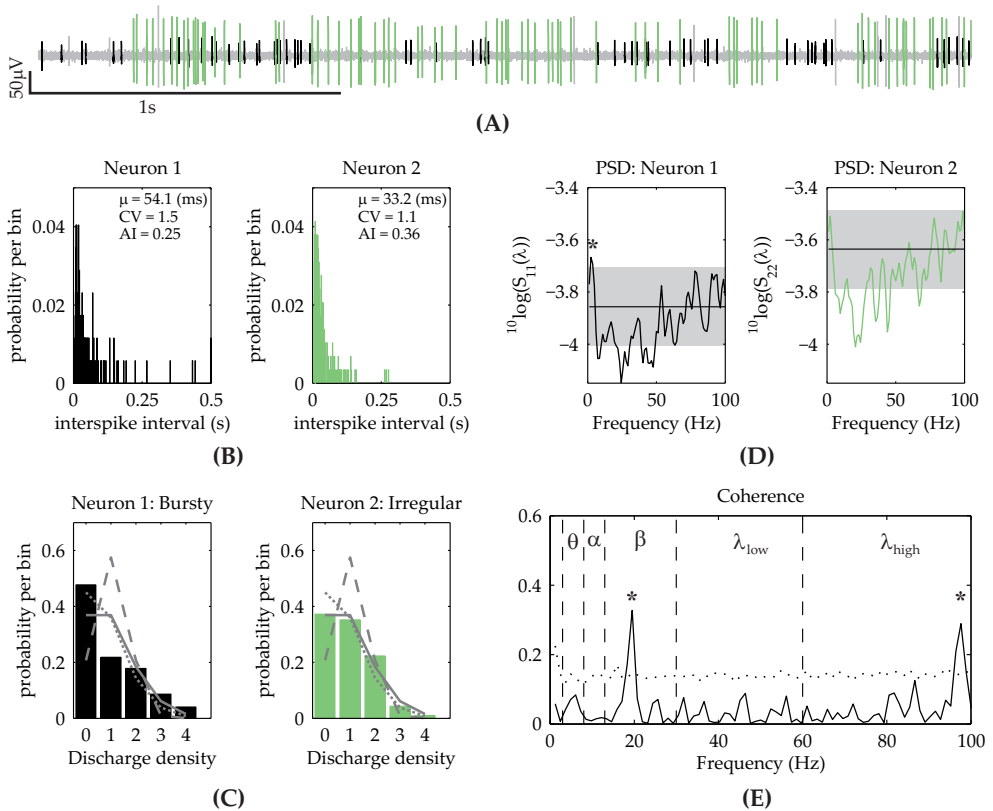 50μV
1s
(A)
Neuron 1
μ = 54.1 (ms)
CV = 1.5
AI = 0.25
probability per bin
0.04
0.02
0
0 0.25 0.5
interspike interval (s)
Neuron 2
μ = 33.2 (ms)
CV = 1.1
AI = 0.36
probability per bin
0.04
0.02
0
0 0.25 0.5
interspike interval (s)
(B)
PSD: Neuron 1
¹⁰log(S₁₁(λ))
−3.4
−3.6
−3.8
−4
*
0 50 100
Frequency (Hz)
PSD: Neuron 2
¹⁰log(S₂₂(λ))
−3.4
−3.6
−3.8
−4
0 50 100
Frequency (Hz)
(D)
Neuron 1: Bursty
probability per bin
0.6
0.4
0.2
0
0 1 2 3 4
Discharge density
Neuron 2: Irregular
probability per bin
0.6
0.4
0.2
0
0 1 2 3 4
Discharge density
(C)
Coherence
0.6
0.4
0.2
0
θ α β λlow λhigh
* *
0 20 40 60 80 100
Frequency (Hz)
(E)